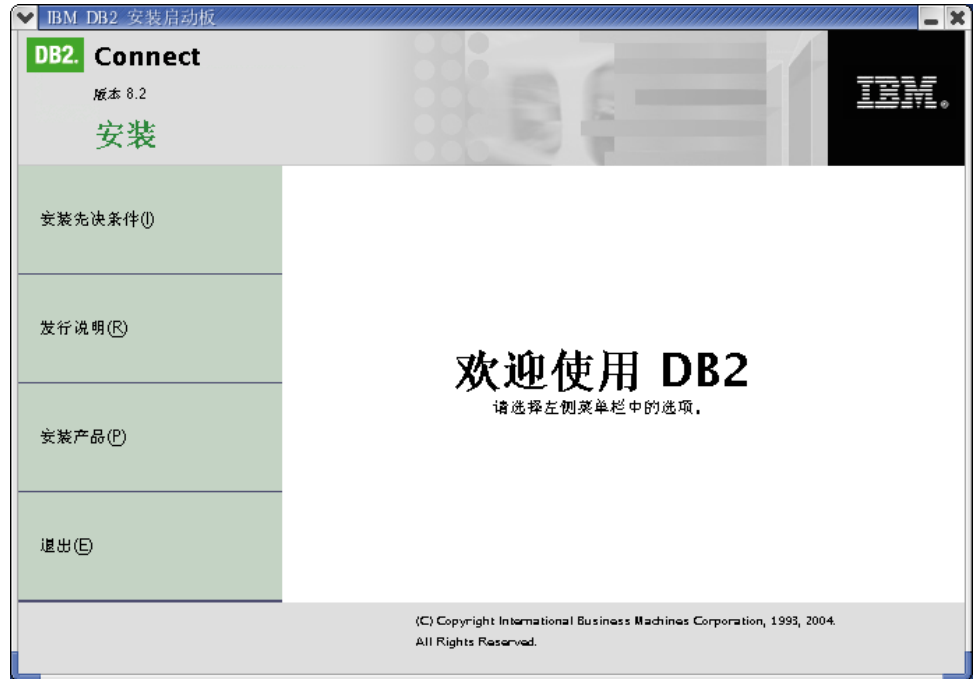 IBM DB2 安装启动板
DB2. Connect
版本 8.2
安装
IBM.
安装先决条件(I)
发行说明(R)
安装产品(P)
退出(E)
欢迎使用 DB2
请选择左侧菜单栏中的选项。
(C) Copyright International Business Machines Corporation, 1993, 2004.
All Rights Reserved.